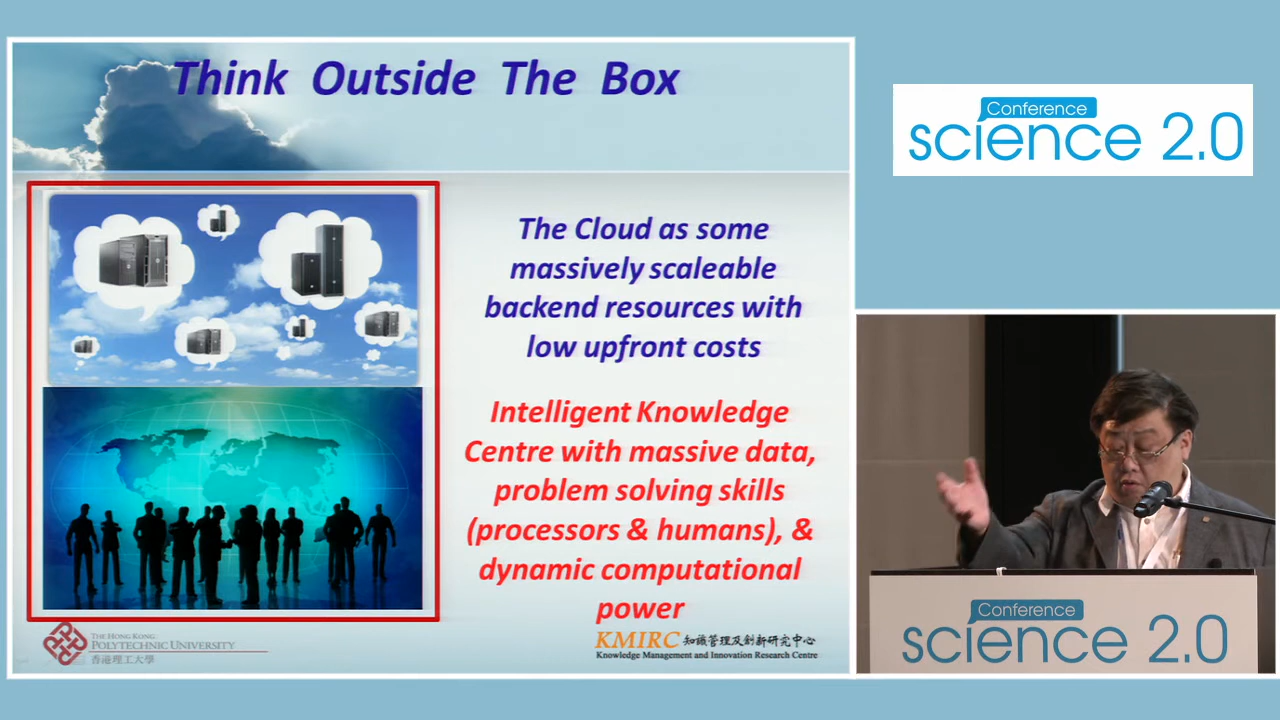 Think Outside The Box
The Cloud as some
massively scaleable
backend resources with
low upfront costs
Intelligent Knowledge
Centre with massive data,
problem solving skills
(processors & humans), &
dynamic computational
power
THE HONG KONG
POLYTECHNIC UNIVERSITY
香港理工大學
KMIRC 知識管理及創新研究中心
Knowledge Management and Innovation Research Centre
Conference
science 2.0
Conference
science 2.0